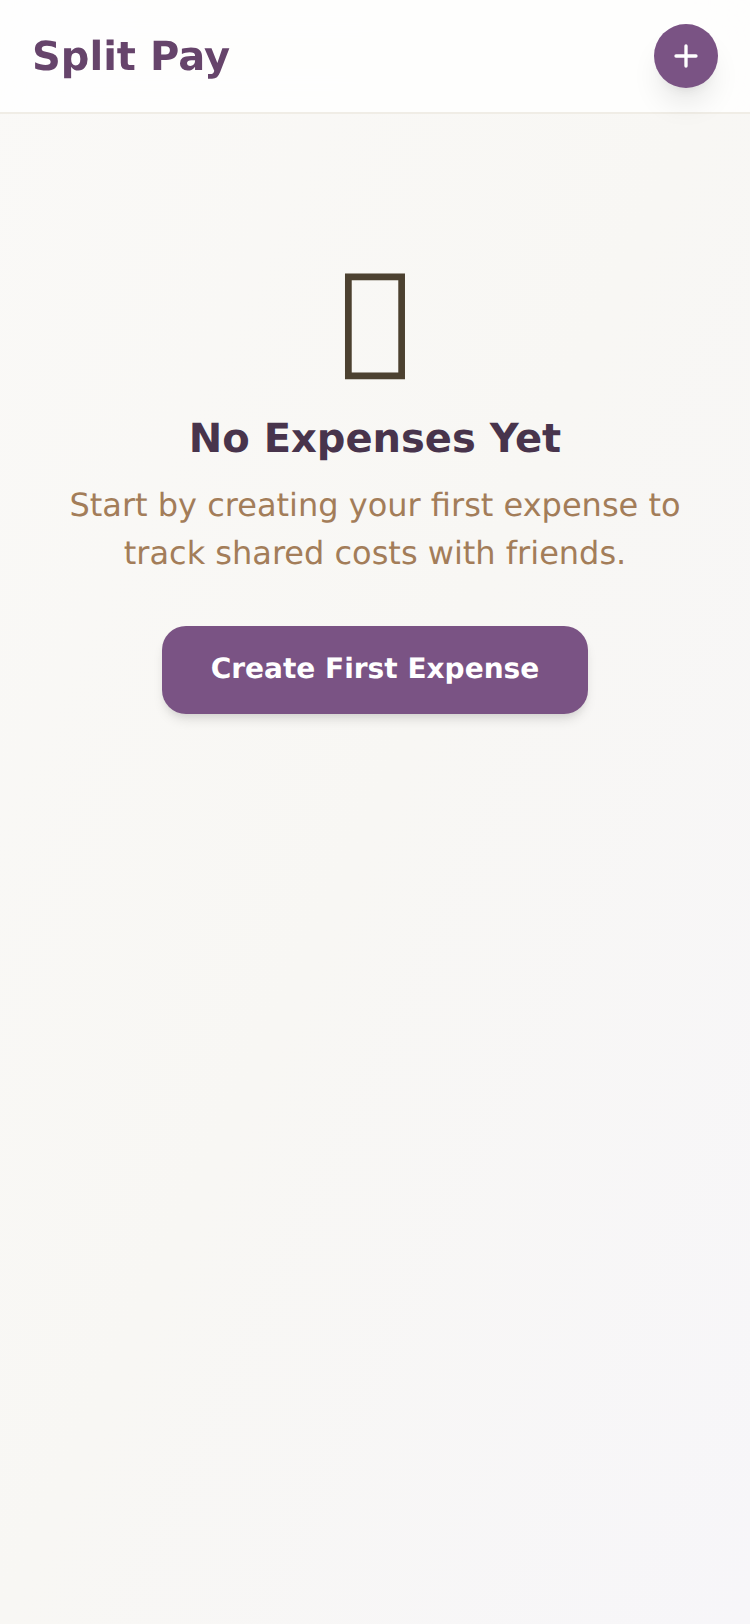 Split Pay
No Expenses Yet
Start by creating your first expense to
track shared costs with friends.
Create First Expense